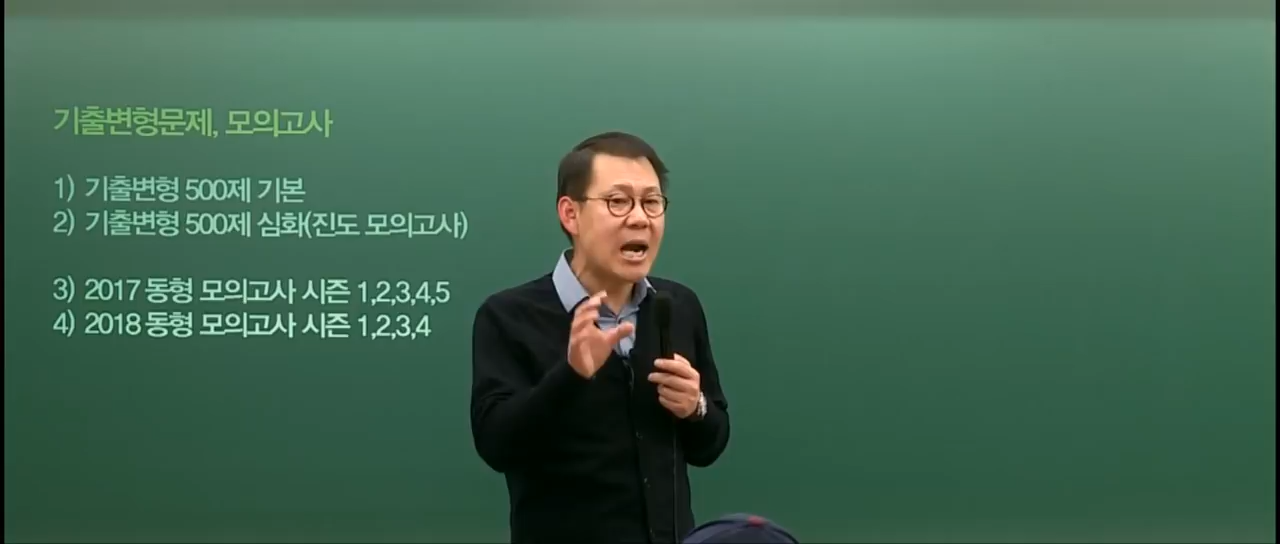 기출변형문제, 모의고사
1) 기출변형 500제 기본
2) 기출변형 500제 심화(진도 모의고사)
3) 2017 동형 모의고사 시즌 1,2,3,4,5
4) 2018 동형 모의고사 시즌 1,2,3,4